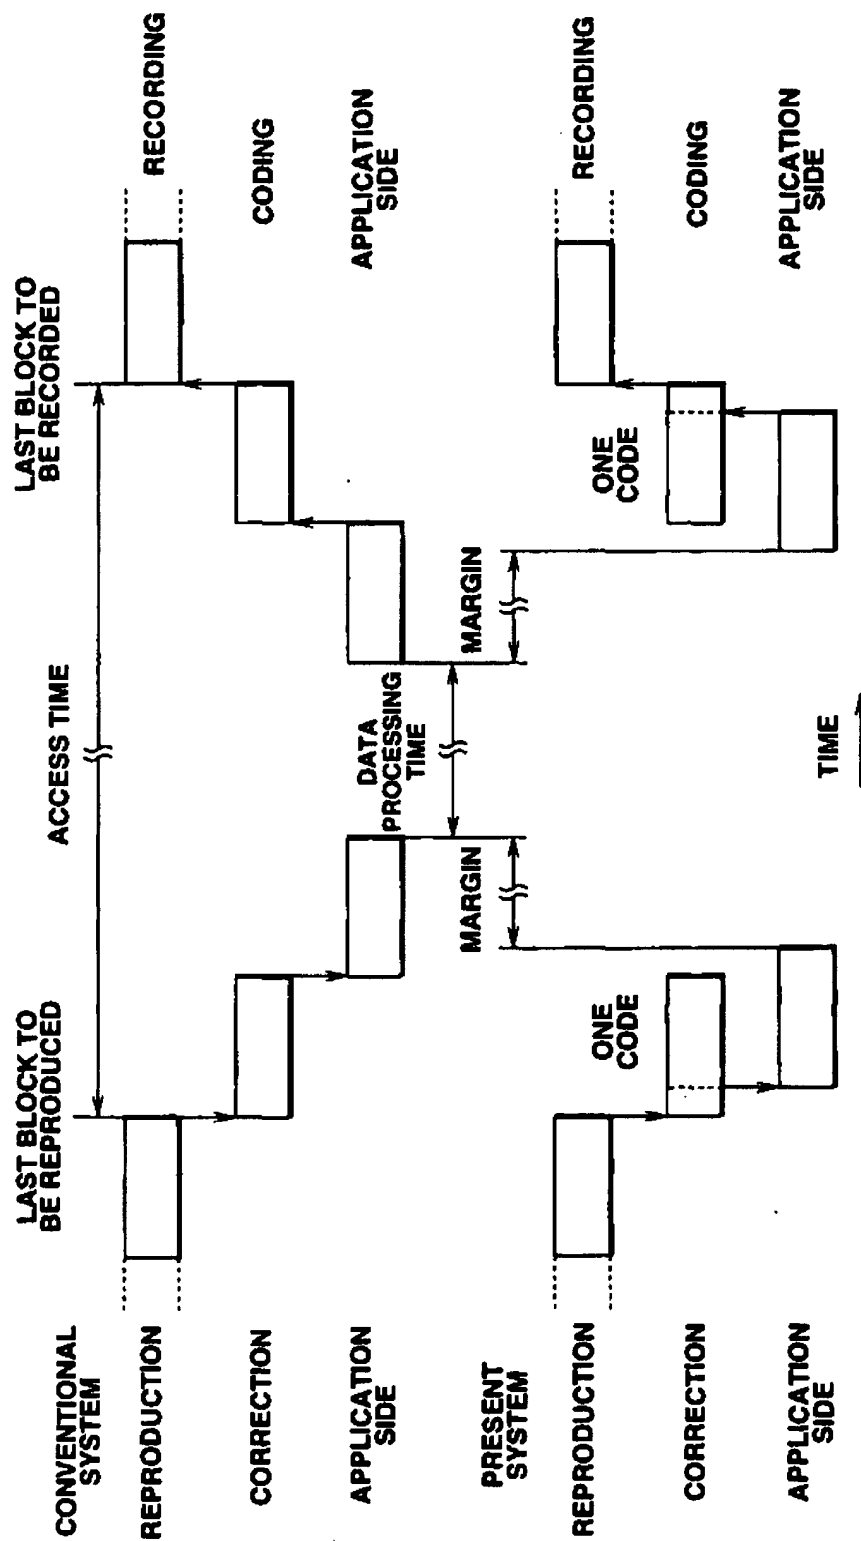 LAST BLOCK TO
BE REPRODUCED
ACCESS TIME
LAST BLOCK TO
BE RECORDED
CONVENTIONAL
SYSTEM
REPRODUCTION
RECORDING
CORRECTION
CODING
APPLICATION
SIDE
DATA
PROCESSING
TIME
APPLICATION
SIDE
PRESENT
SYSTEM
MARGIN
MARGIN
REPRODUCTION
RECORDING
ONE
CODE
ONE
CODE
CORRECTION
CODING
APPLICATION
SIDE
APPLICATION
SIDE
TIME